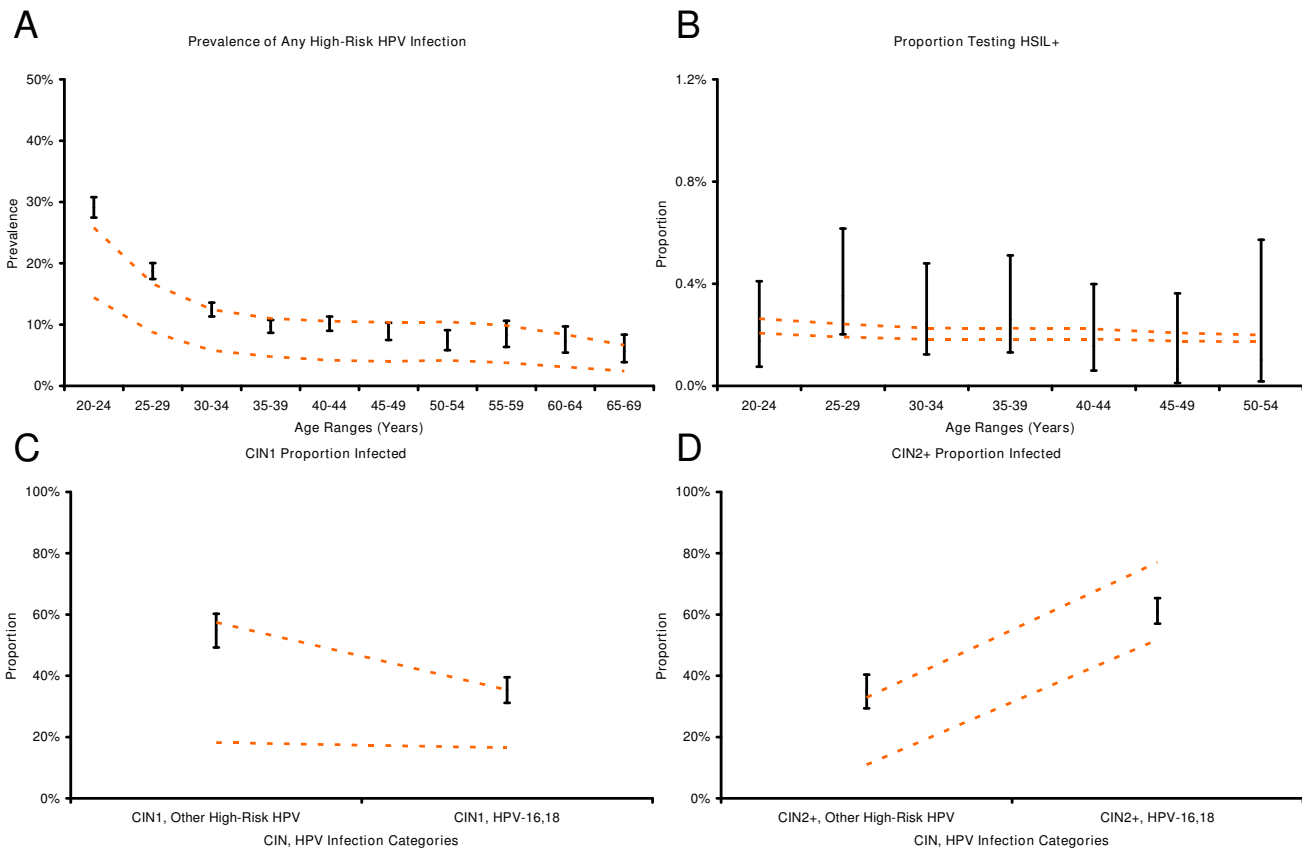 A
Prevalence of Any High-Risk HPV Infection
50%
40%
30%
20%
10%
0%
Prevalence
20-24 25-29 30-34 35-39 40-44 45-49 50-54 55-59 60-64 65-69
Age Ranges (Years)
B
Proportion Testing HSIL+
1.2%
0.8%
0.4%
0.0%
Proportion
20-24 25-29 30-34 35-39 40-44 45-49 50-54
Age Ranges (Years)
C
CIN1 Proportion Infected
100%
80%
60%
40%
20%
0%
Proportion
CIN1, Other High-Risk HPV CIN1, HPV-16,18
CIN, HPV Infection Categories
D
CIN2+ Proportion Infected
100%
80%
60%
40%
20%
0%
Proportion
CIN2+, Other High-Risk HPV CIN2+, HPV-16,18
CIN, HPV Infection Categories